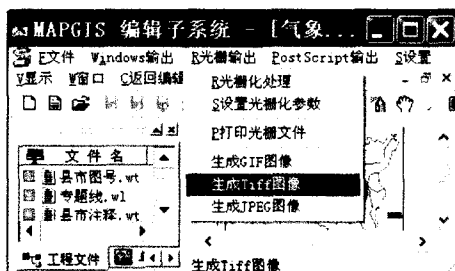 MAPGIS 编辑子系统 - [气象...
F文件 Windows输出 R光栅输出 PostScript输出 S设置
V显示 W窗口 C返回编辑
R光栅化处理
S设置光栅化参数
P打印光栅文件
生成GIF图像
生成Tiff图像
生成JPEG图像
文件名
县市图号.wt
专题线.wl
县市注释.wt
工程文件
生成Tiff图像